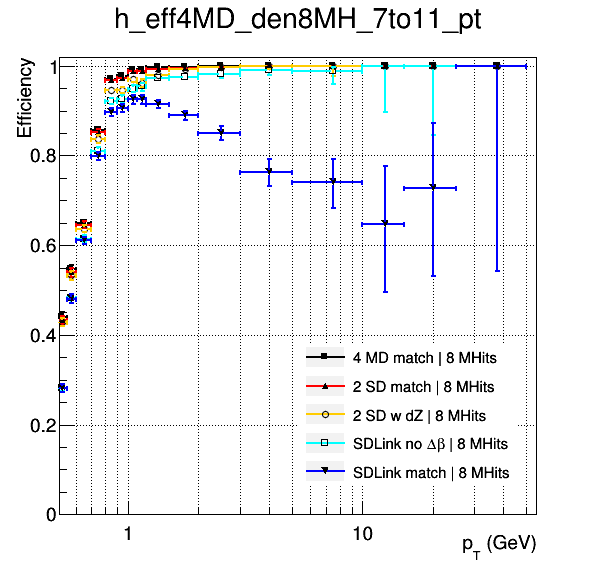 h_eff4MD_den8MH_7to11_pt
Efficiency
1
0.8
0.6
0.4
0.2
0
4 MD match | 8 MHits
2 SD match | 8 MHits
2 SD w dZ | 8 MHits
SDLink no Δβ | 8 MHits
SDLink match | 8 MHits
1
10
p_T (GeV)